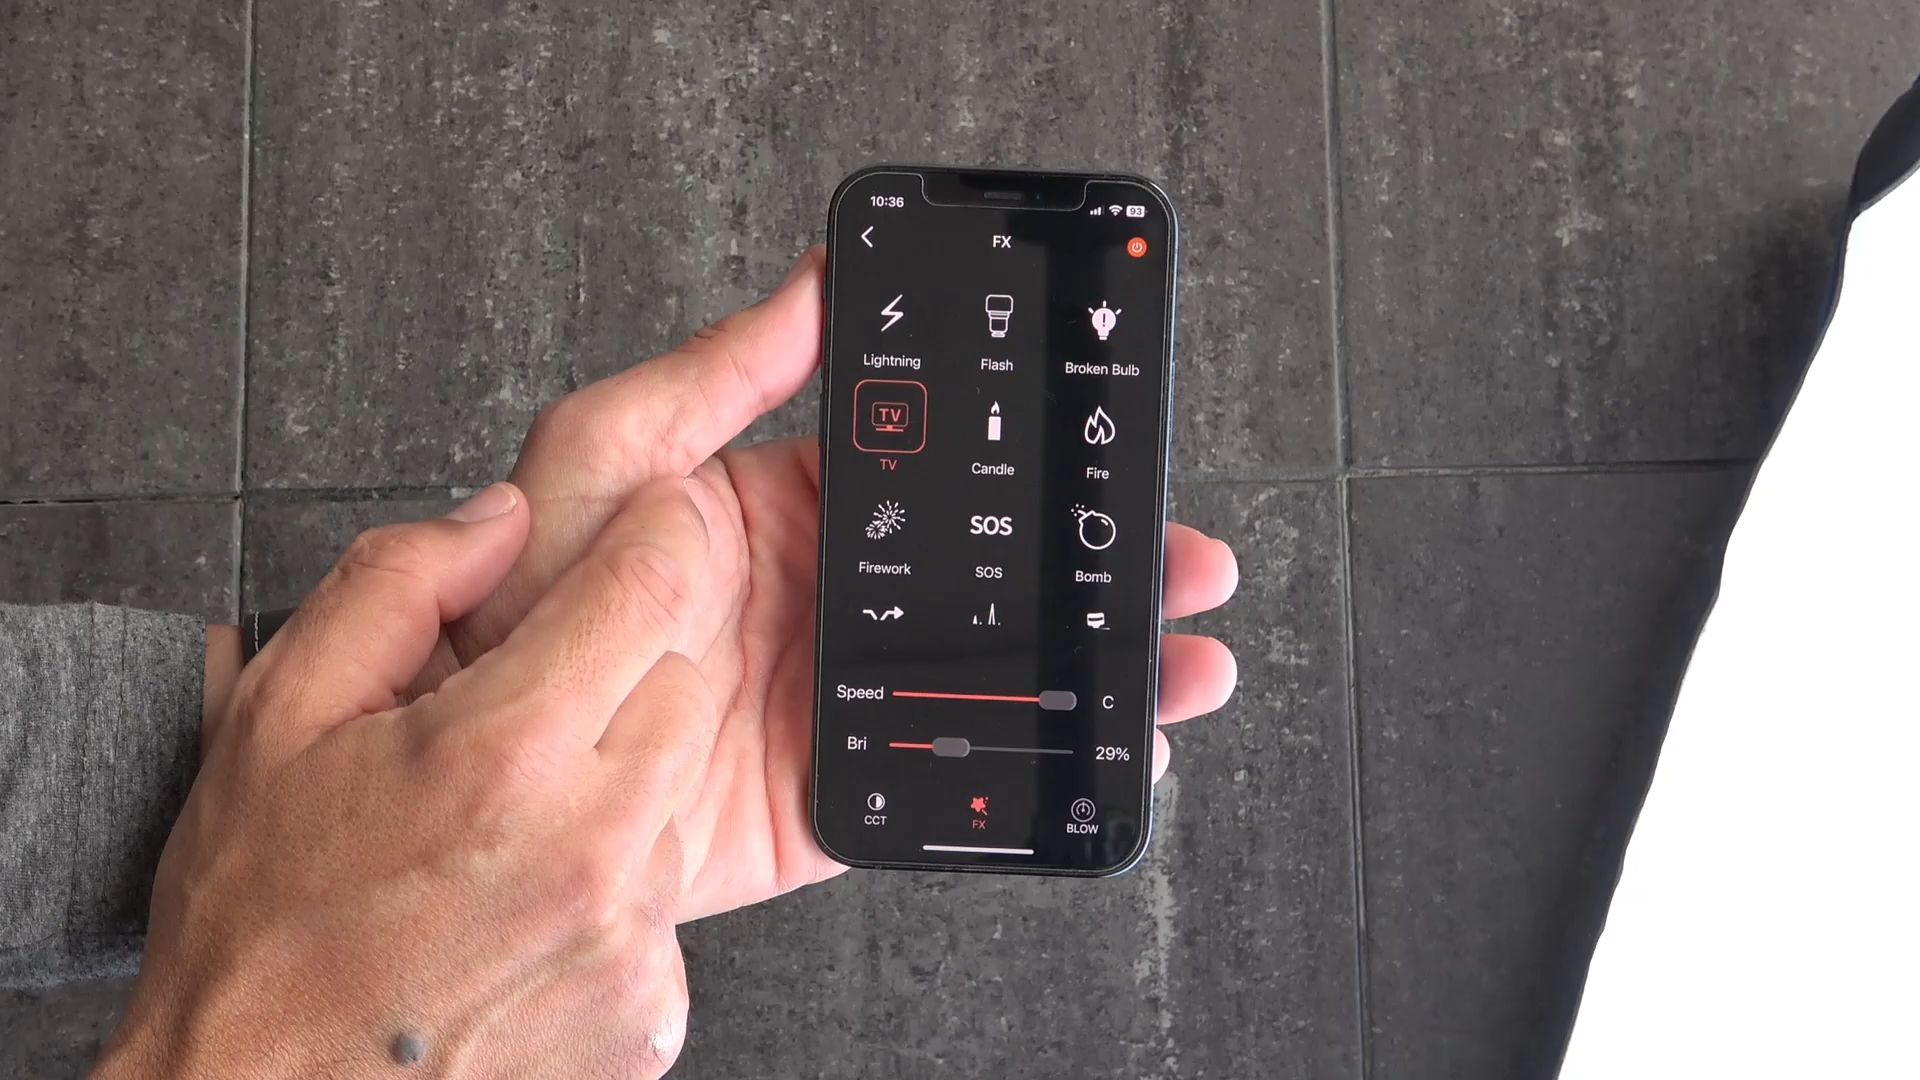 10:36
93
FX
Lightning
Flash
Broken Bulb
TV
TV
Candle
Fire
SOS
Firework
SOS
Bomb
Speed
C
Bri
29%
CCT
FX
BLOW